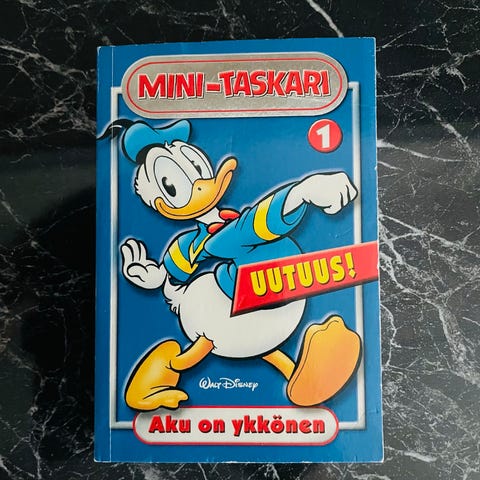 MINI-TASKARI
1
UUTUUS!
Walt Disney
Aku on ykkönen